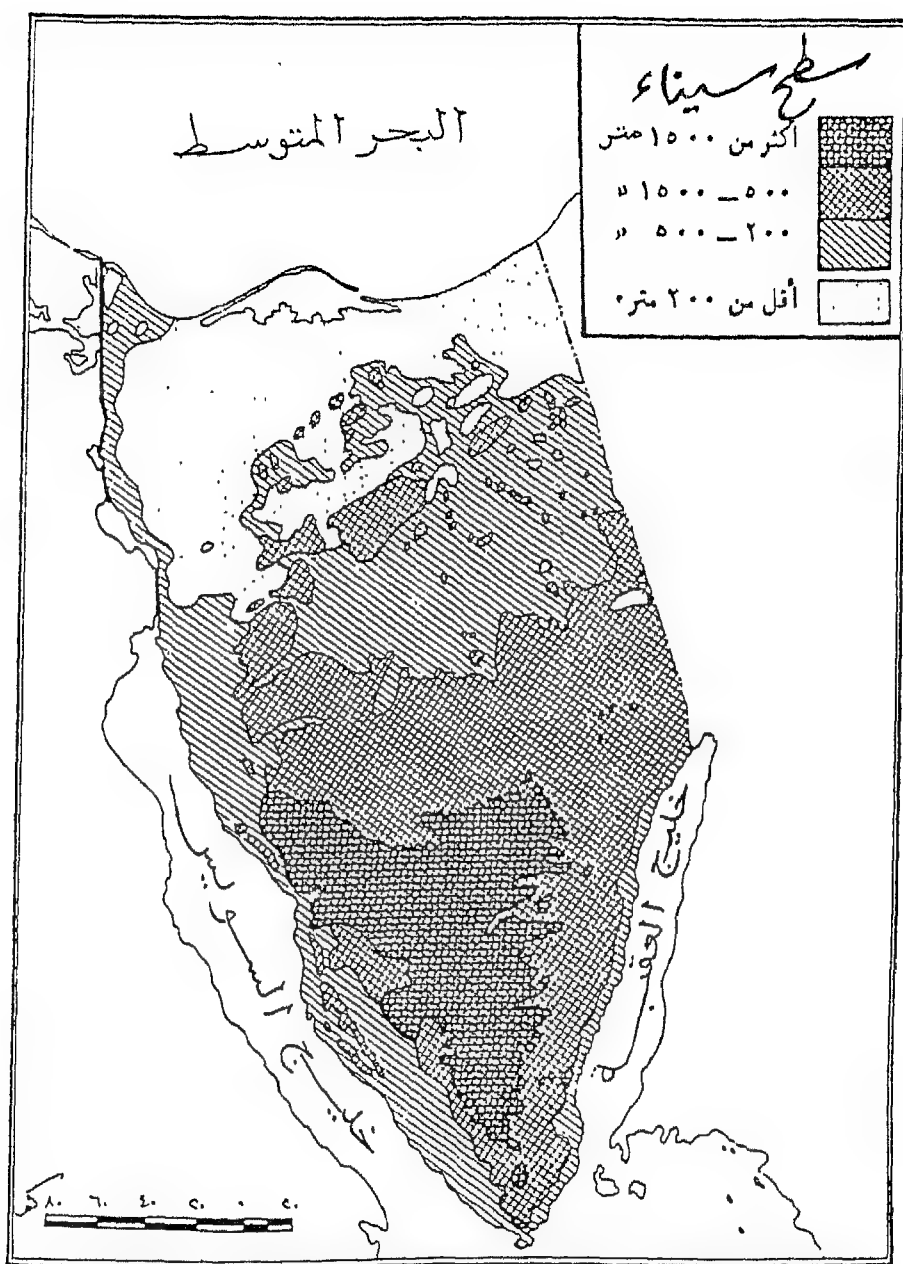 سطح سيناء
أكثر من ١٥٠٠ متر
٥٠٠ — ١٥٠٠ "
٢٠٠ — ٥٠٠ "
أقل من ٢٠٠ متر.
البحر المتوسط
خليج السويس
خليج العقبة
٨٠ ٦٠ ٤٠ ٢٠ ٠ ٢٠
كم